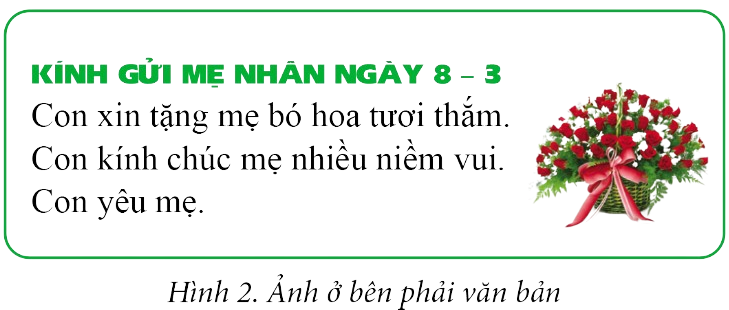 KÍNH GỬI MẸ NHÂN NGÀY 8 – 3
Con xin tặng mẹ bó hoa tươi thắm.
Con kính chúc mẹ nhiều niềm vui.
Con yêu mẹ.
Hình 2. Ảnh ở bên phải văn bản